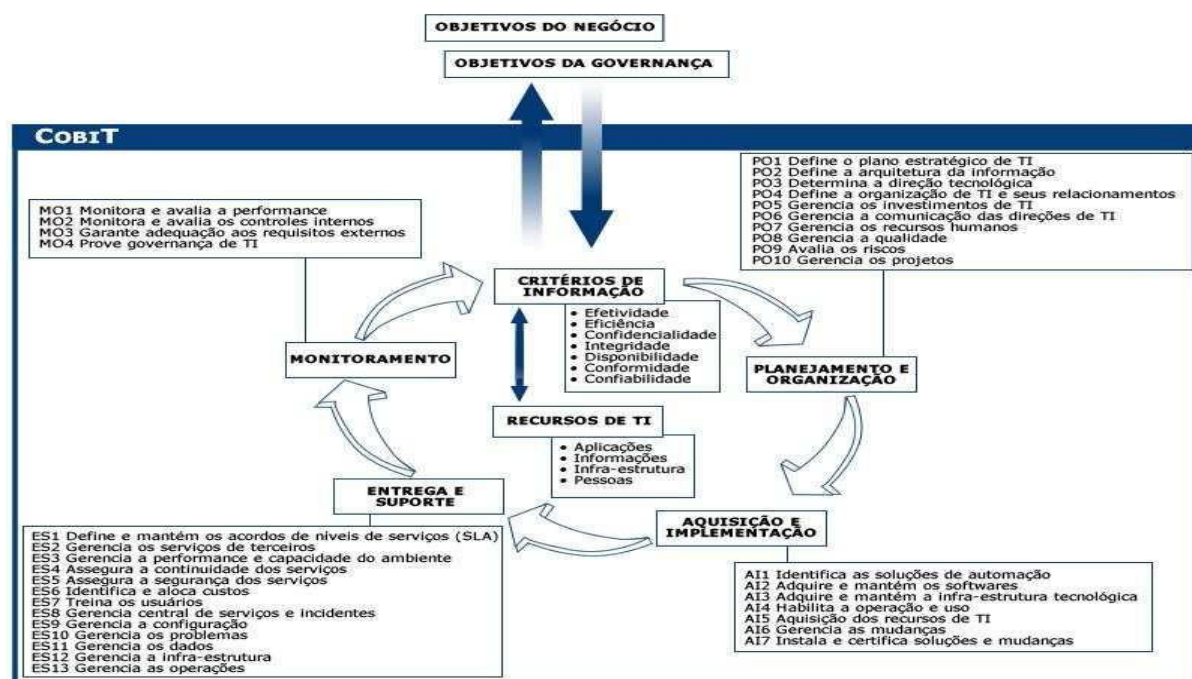 OBJETIVOS DO NEGÓCIO
OBJETIVOS DA GOVERNANÇA
COBIT
PO1 Define o plano estratégico de TI
PO2 Define a arquitetura da informação
PO3 Determina a direção tecnológica
PO4 Define a organização de TI e seus relacionamentos
PO5 Gerencia os investimentos de TI
PO6 Gerencia a comunicação das direções de TI
PO7 Gerencia os recursos humanos
PO8 Gerencia a qualidade
PO9 Avalia os riscos
PO10 Gerencia os projetos
MO1 Monitora e avalia a performance
MO2 Monitora e avalia os controles internos
MO3 Garante adequação aos requisitos externos
MO4 Prove governança de TI
CRITÉRIOS DE
INFORMAÇÃO
• Efetividade
• Eficiência
• Confidencialidade
• Integridade
• Disponibilidade
• Conformidade
• Confiabilidade
MONITORAMENTO
PLANEJAMENTO E
ORGANIZAÇÃO
RECURSOS DE TI
• Aplicações
• Informações
• Infra-estrutura
• Pessoas
ENTREGA E
SUPORTE
AQUISIÇÃO E
IMPLEMENTAÇÃO
ES1 Define e mantém os acordos de níveis de serviços (SLA)
ES2 Gerencia os serviços de terceiros
ES3 Gerencia a performance e capacidade do ambiente
ES4 Assegura a continuidade dos serviços
ES5 Assegura a segurança dos serviços
ES6 Identifica e aloca custos
ES7 Treina os usuários
ES8 Gerencia central de serviços e incidentes
ES9 Gerencia a configuração
ES10 Gerencia os problemas
ES11 Gerencia os dados
ES12 Gerencia a infra-estrutura
ES13 Gerencia as operações
AI1 Identifica as soluções de automação
AI2 Adquire e mantém os softwares
AI3 Adquire e mantém a infra-estrutura tecnológica
AI4 Habilita a operação e uso
AI5 Aquisição dos recursos de TI
AI6 Gerencia as mudanças
AI7 Instala e certifica soluções e mudanças